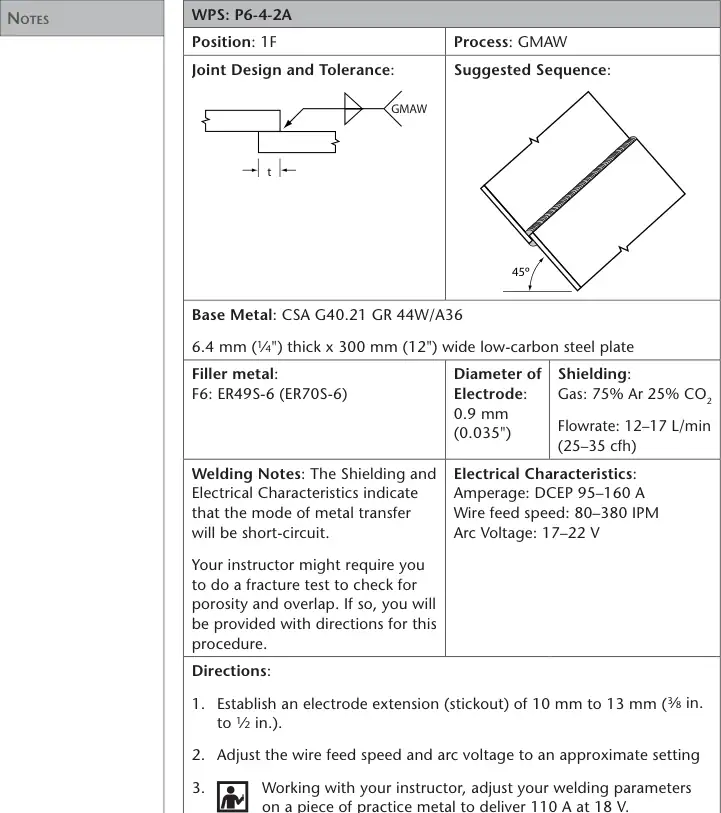 NOTES
WPS: P6-4-2A
Position: 1F
Process: GMAW
Joint Design and Tolerance:
GMAW
t
Suggested Sequence:
45º
Base Metal: CSA G40.21 GR 44W/A36
6.4 mm (¼") thick x 300 mm (12") wide low-carbon steel plate
Filler metal:
F6: ER49S-6 (ER70S-6)
Diameter of
Electrode:
0.9 mm
(0.035")
Shielding:
Gas: 75% Ar 25% CO₂
Flowrate: 12–17 L/min
(25–35 cfh)
Welding Notes: The Shielding and
Electrical Characteristics indicate
that the mode of metal transfer
will be short-circuit.
Your instructor might require you
to do a fracture test to check for
porosity and overlap. If so, you will
be provided with directions for this
procedure.
Electrical Characteristics:
Amperage: DCEP 95–160 A
Wire feed speed: 80–380 IPM
Arc Voltage: 17–22 V
Directions:
1. Establish an electrode extension (stickout) of 10 mm to 13 mm (⅜ in.
to ½ in.).
2. Adjust the wire feed speed and arc voltage to an approximate setting
3. Working with your instructor, adjust your welding parameters
on a piece of practice metal to deliver 110 A at 18 V.